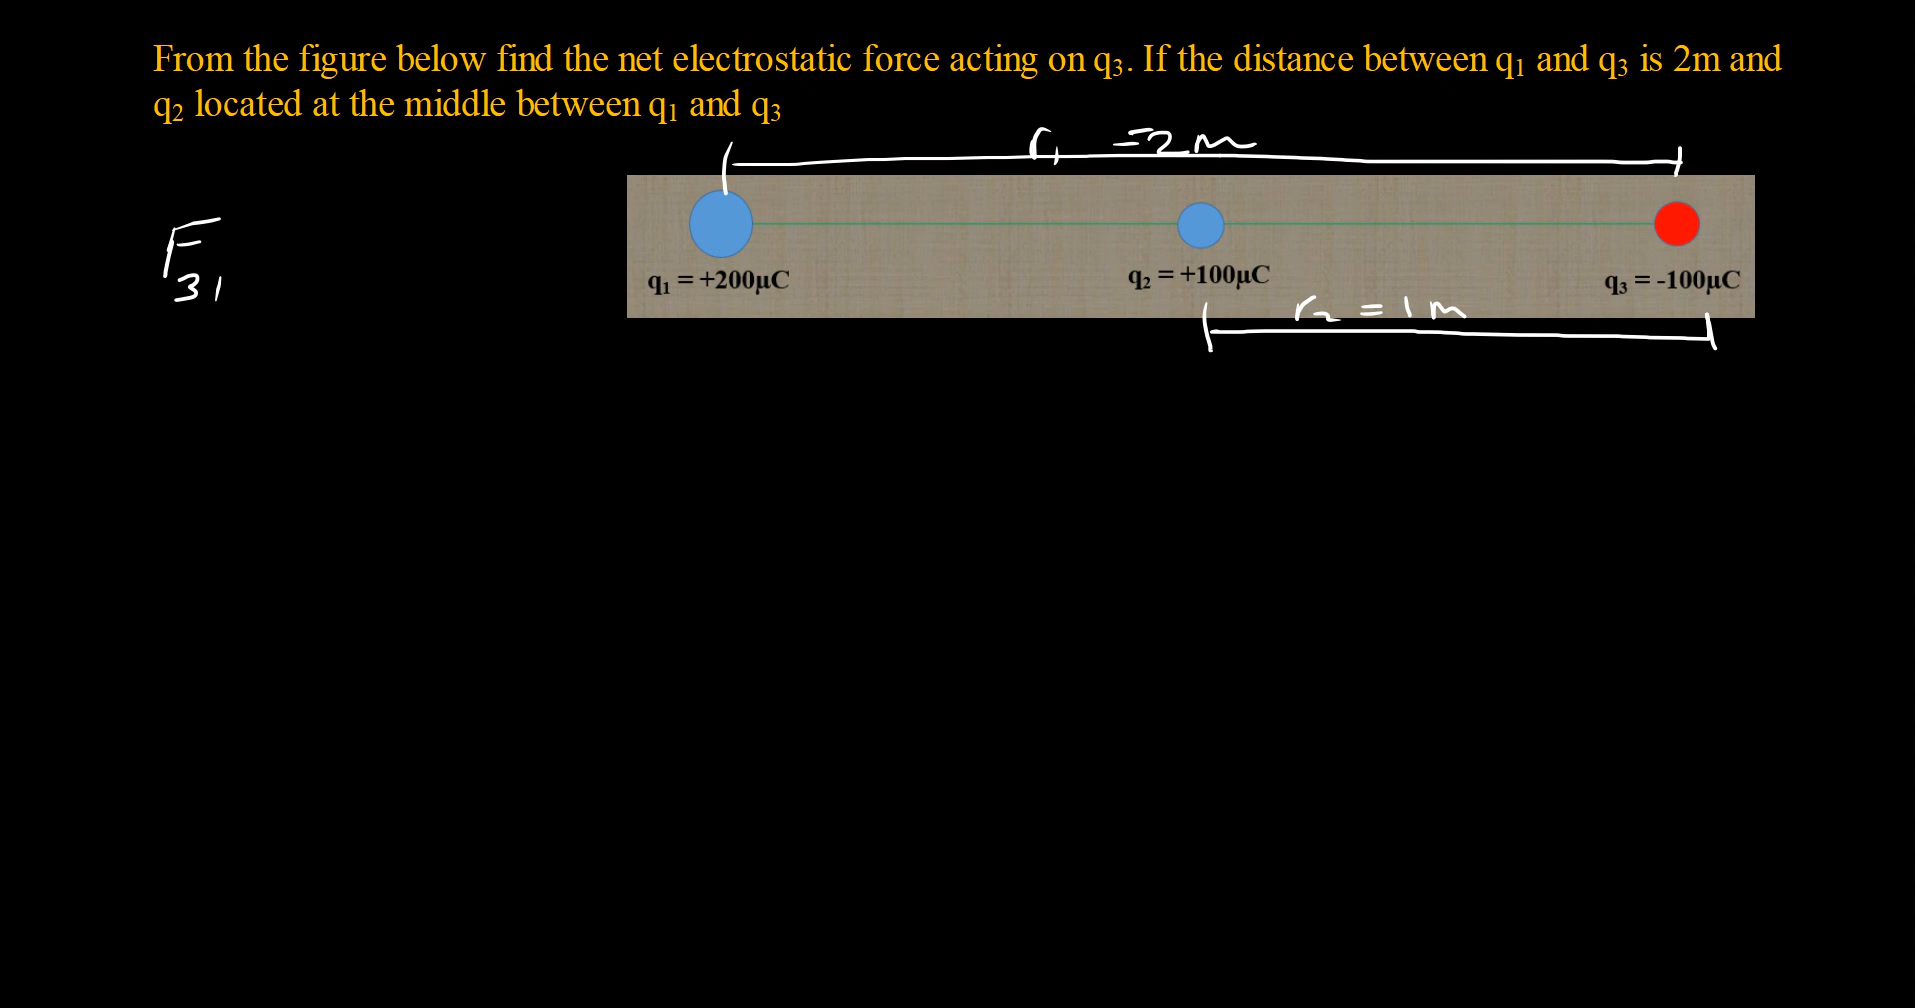 From the figure below find the net electrostatic force acting on q₃. If the distance between q₁ and q₃ is 2m and
q₂ located at the middle between q₁ and q₃
r₁ = 2 m
F₃₁
q₁ = +200μC
q₂ = +100μC
q₃ = -100μC
r₂ = 1 m